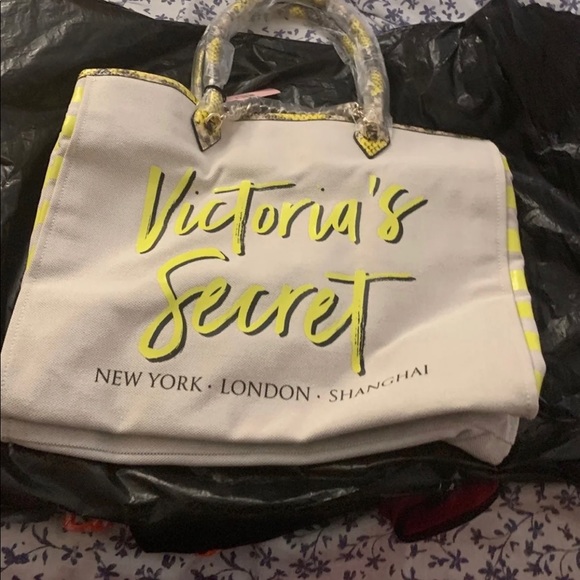 Victoria's
Secret
NEW YORK · LONDON · SHANGHAI